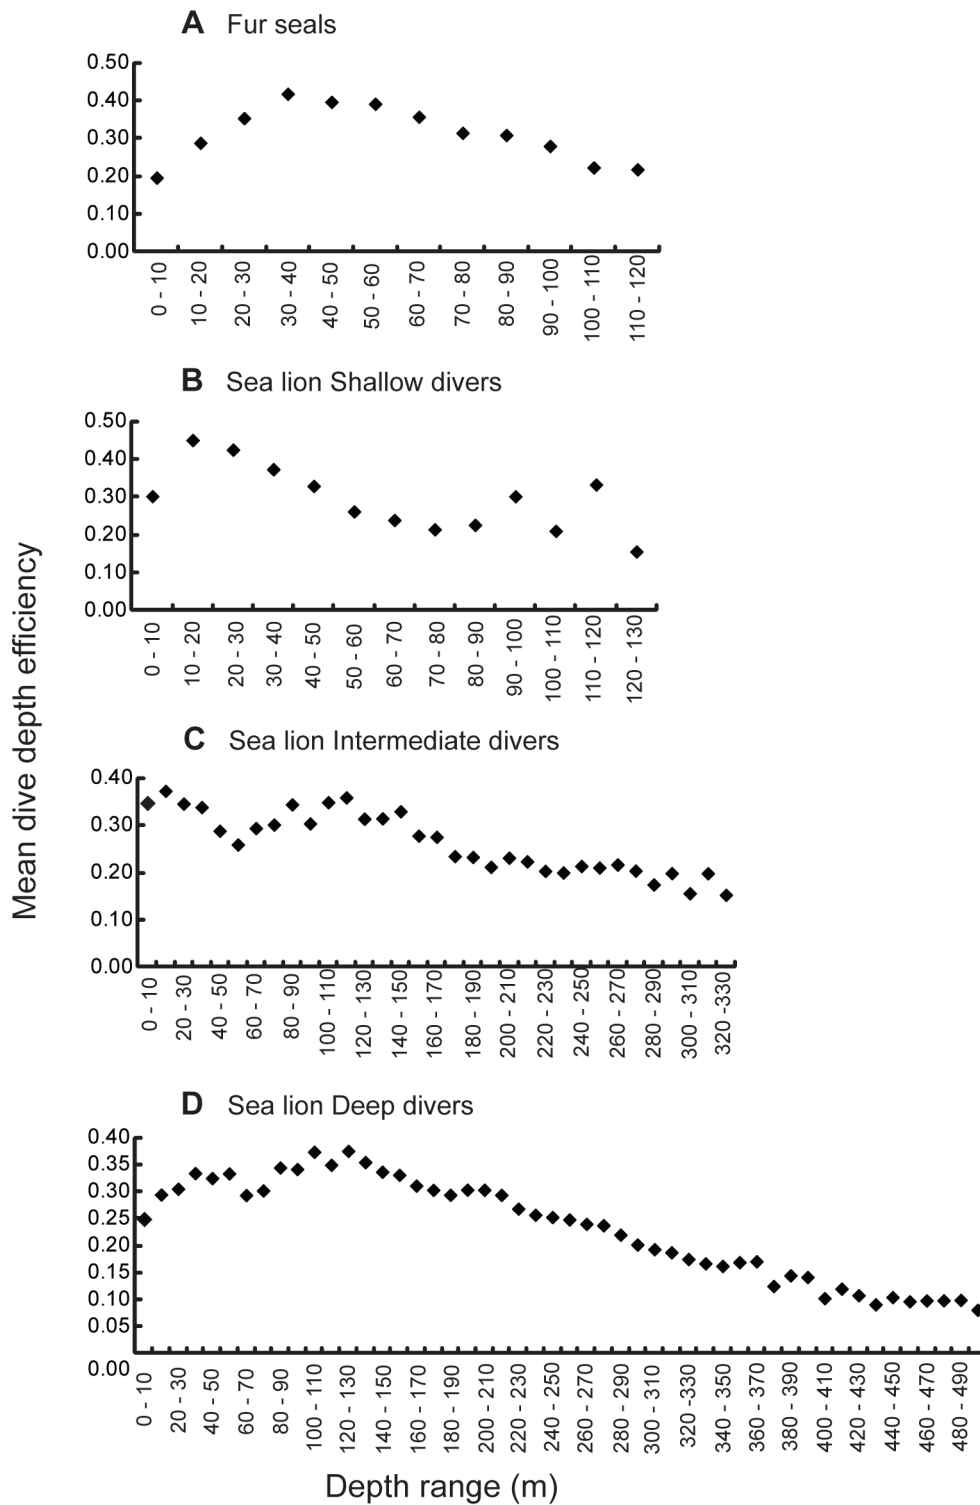 A Fur seals
0.50
0.40
0.30
0.20
0.10
0.00
0 - 10
10 - 20
20 - 30
30 - 40
40 - 50
50 - 60
60 - 70
70 - 80
80 - 90
90 - 100
100 - 110
110 - 120
B Sea lion Shallow divers
0.50
0.40
0.30
0.20
0.10
0.00
0 - 10
10 - 20
20 - 30
30 - 40
40 - 50
50 - 60
60 - 70
70 - 80
80 - 90
90 - 100
100 - 110
110 - 120
120 - 130
Mean dive depth efficiency
C Sea lion Intermediate divers
0.40
0.30
0.20
0.10
0.00
0 - 10
20 - 30
40 - 50
60 - 70
80 - 90
100 - 110
120 - 130
140 - 150
160 - 170
180 - 190
200 - 210
220 - 230
240 - 250
260 - 270
280 - 290
300 - 310
320 -330
D Sea lion Deep divers
0.40
0.35
0.30
0.25
0.20
0.15
0.10
0.05
0.00
0 - 10
20 - 30
40 - 50
60 - 70
80 - 90
100 - 110
120 - 130
140 - 150
160 - 170
180 - 190
200 - 210
220 - 230
240 - 250
260 - 270
280 - 290
300 - 310
320 -330
340 - 350
360 - 370
380 - 390
400 - 410
420 - 430
440 - 450
460 - 470
480 - 490
Depth range (m)